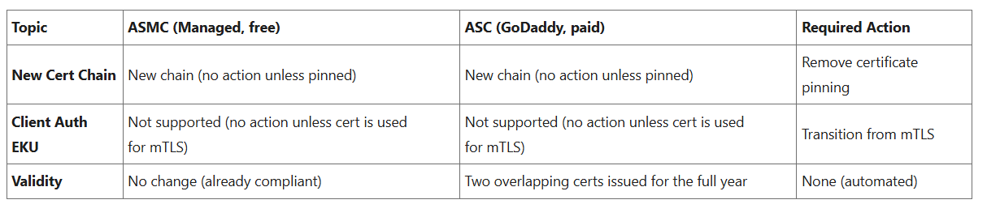 Topic
ASMC (Managed, free)
ASC (GoDaddy, paid)
Required Action
New Cert Chain
New chain (no action unless pinned)
New chain (no action unless pinned)
Remove certificate
pinning
Client Auth
EKU
Not supported (no action unless cert is used
for mTLS)
Not supported (no action unless cert is used
for mTLS)
Transition from mTLS
Validity
No change (already compliant)
Two overlapping certs issued for the full year
None (automated)